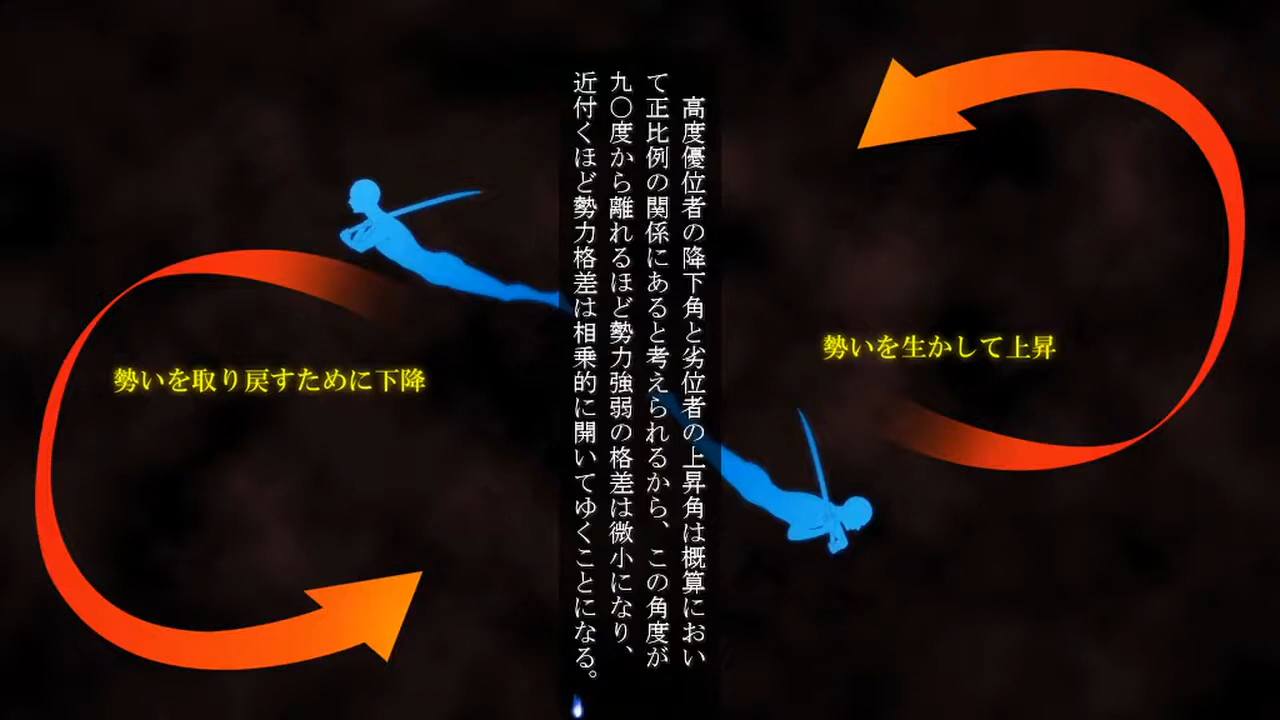 高度優位者の降下角と劣位者の上昇角は概算におい
て正比例の関係にあると考えられるから、この角度が
九〇度から離れるほど勢力強弱の格差は微小になり、
近付くほど勢力格差は相乗的に開いてゆくことになる。
勢いを生かして上昇
勢いを取り戻すために下降